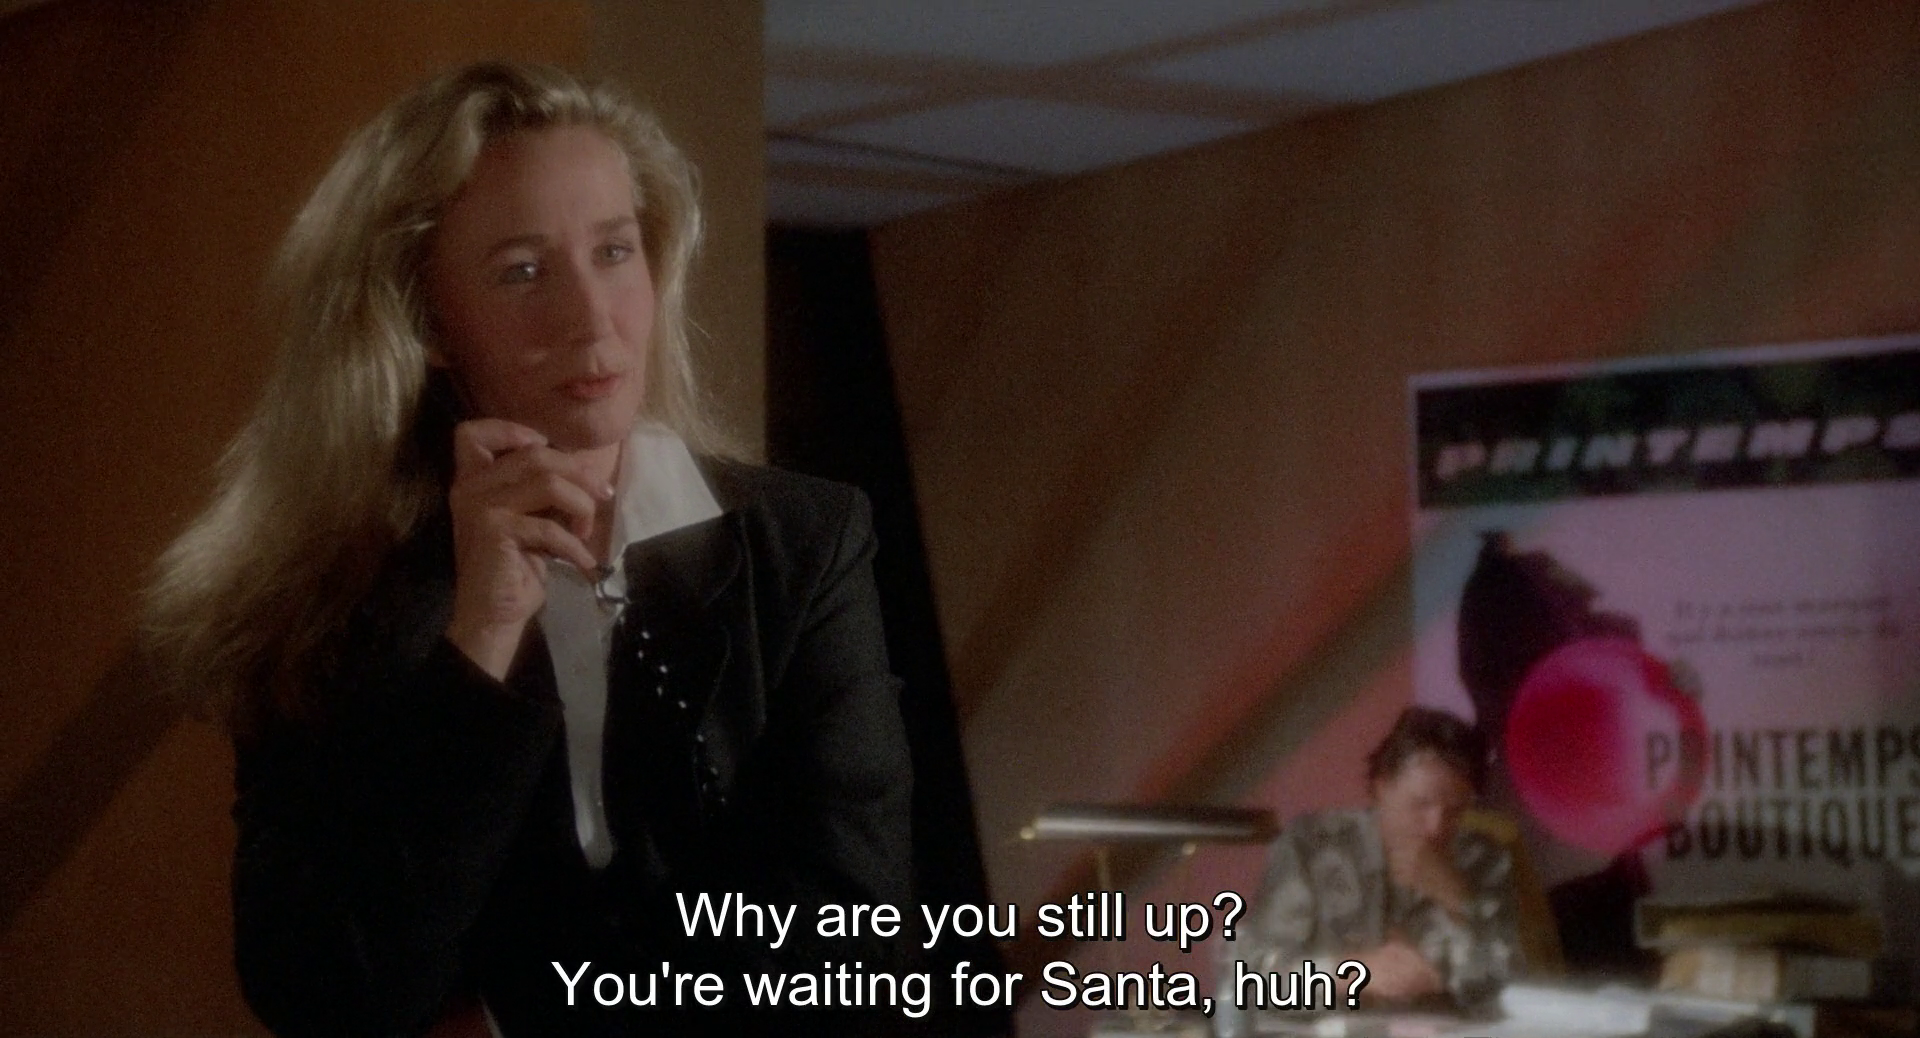 PRINTEMPS
PRINTEMPS
BOUTIQUE
Why are you still up?
You're waiting for Santa, huh?